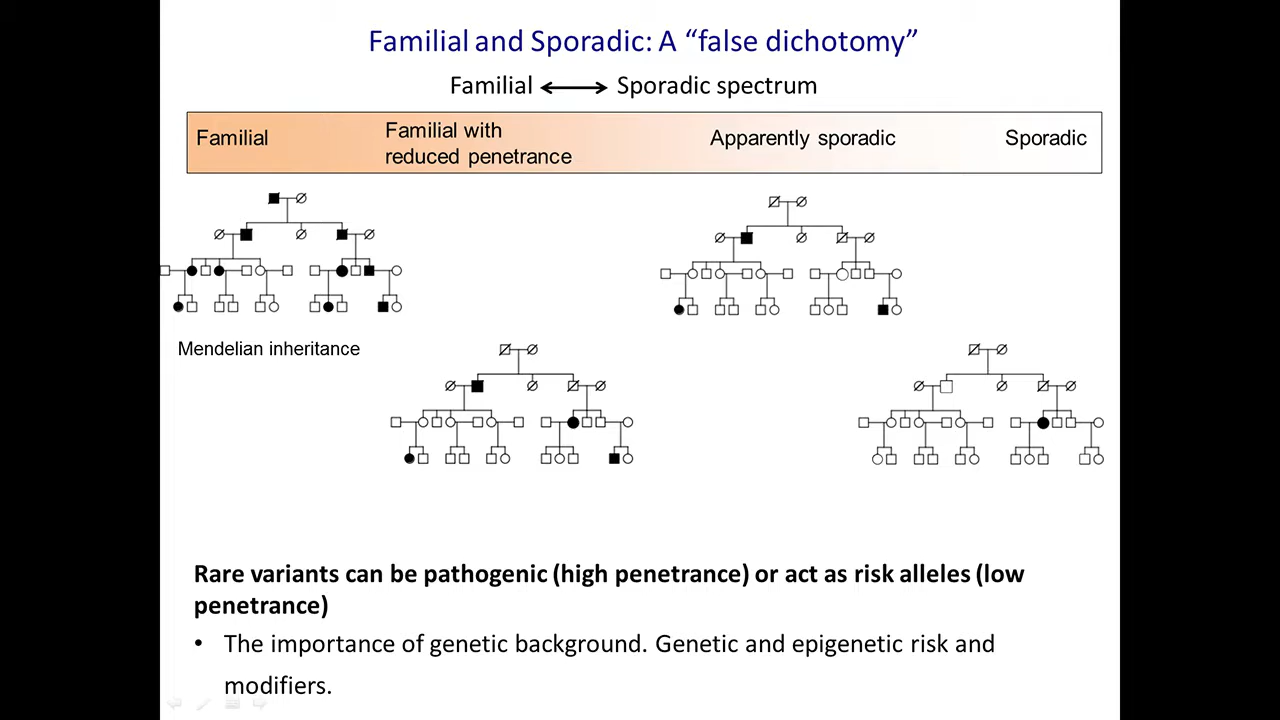 Familial and Sporadic: A “false dichotomy”
Familial ⟷ Sporadic spectrum
Familial
Familial with
reduced penetrance
Apparently sporadic
Sporadic
Mendelian inheritance
Rare variants can be pathogenic (high penetrance) or act as risk alleles (low
penetrance)
• The importance of genetic background. Genetic and epigenetic risk and
modifiers.